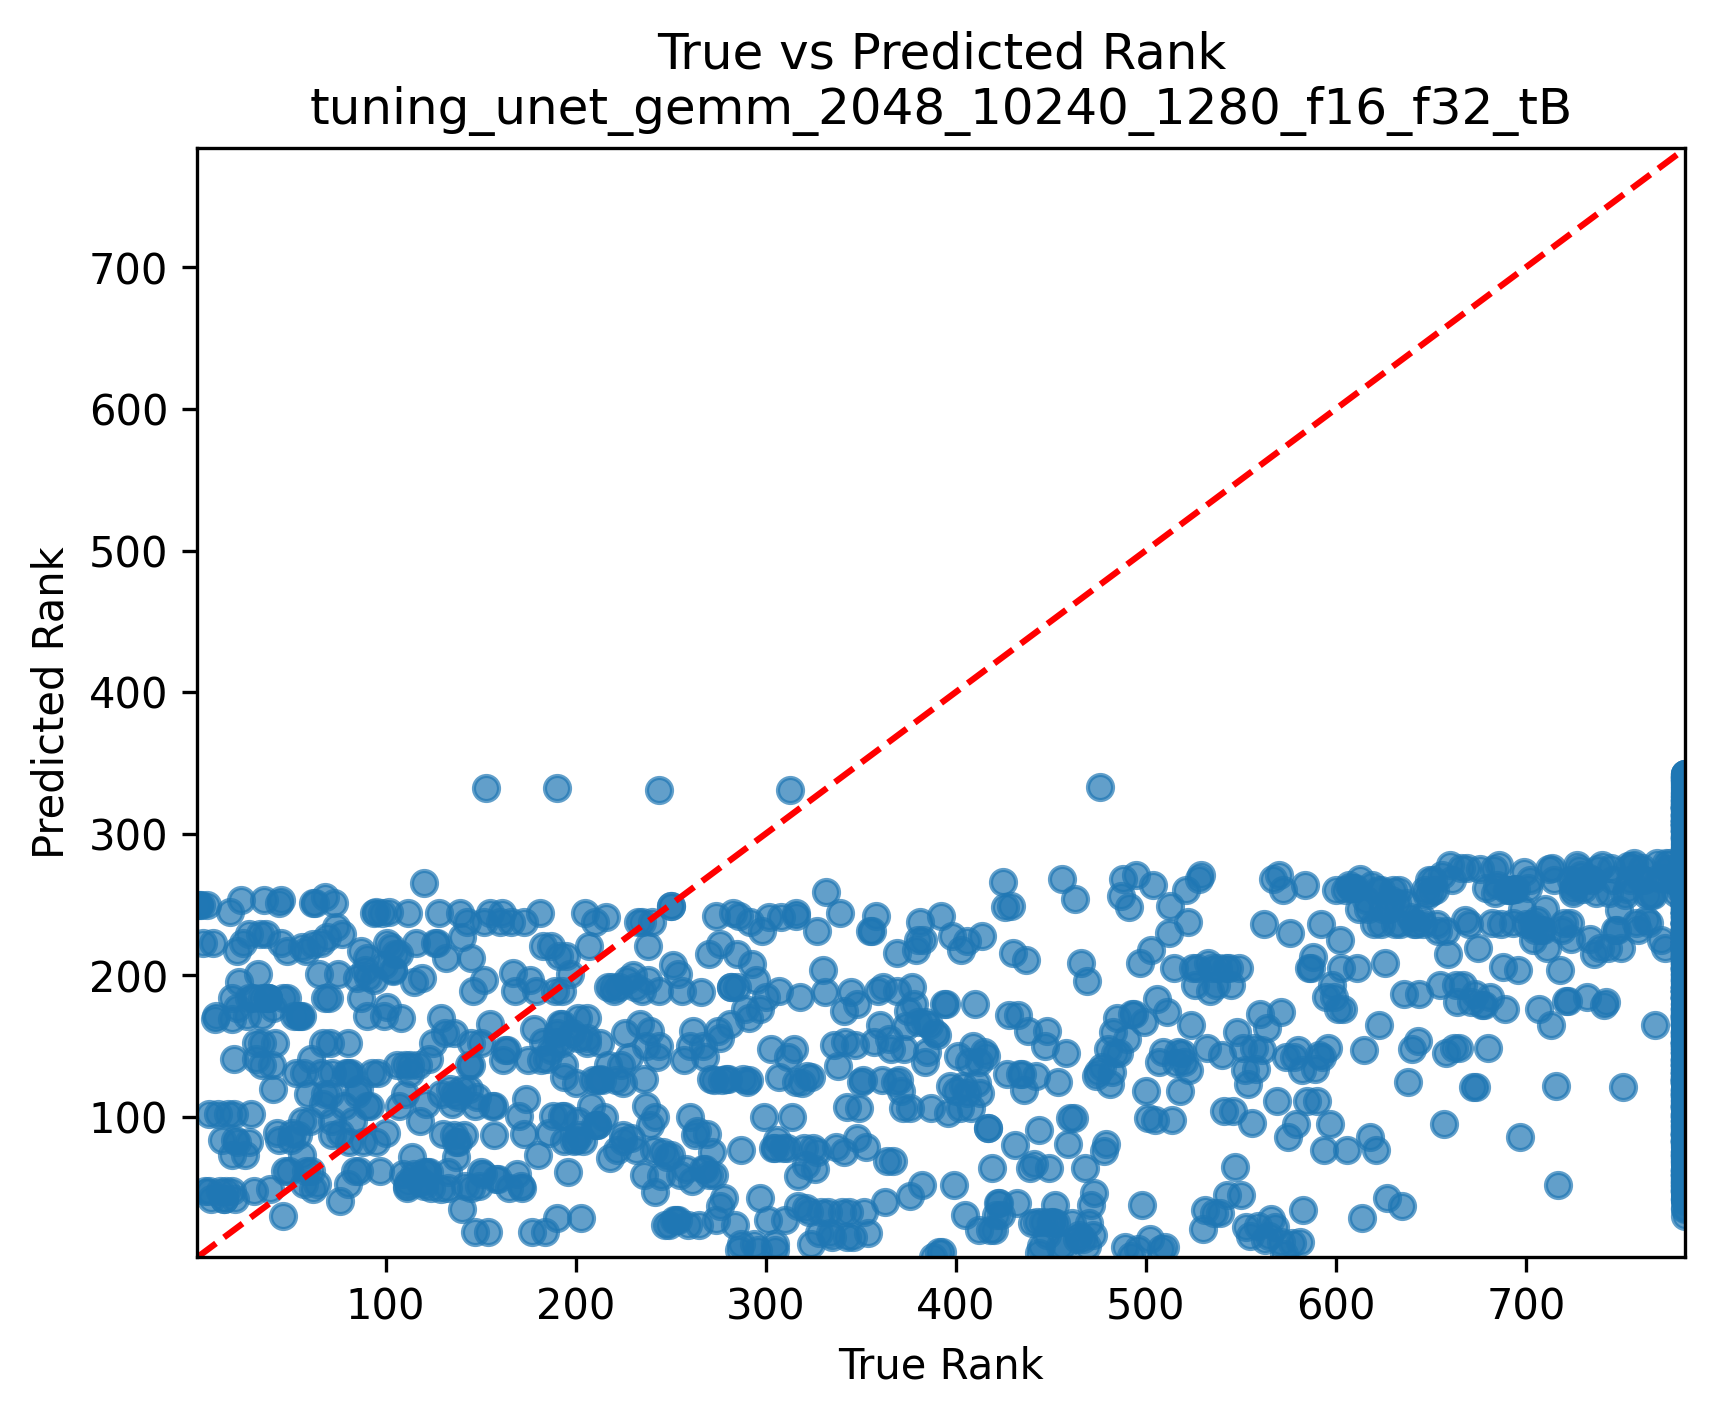 True vs Predicted Rank
tuning_unet_gemm_2048_10240_1280_f16_f32_tB
Predicted Rank
700
600
500
400
300
200
100
100 200 300 400 500 600 700
True Rank